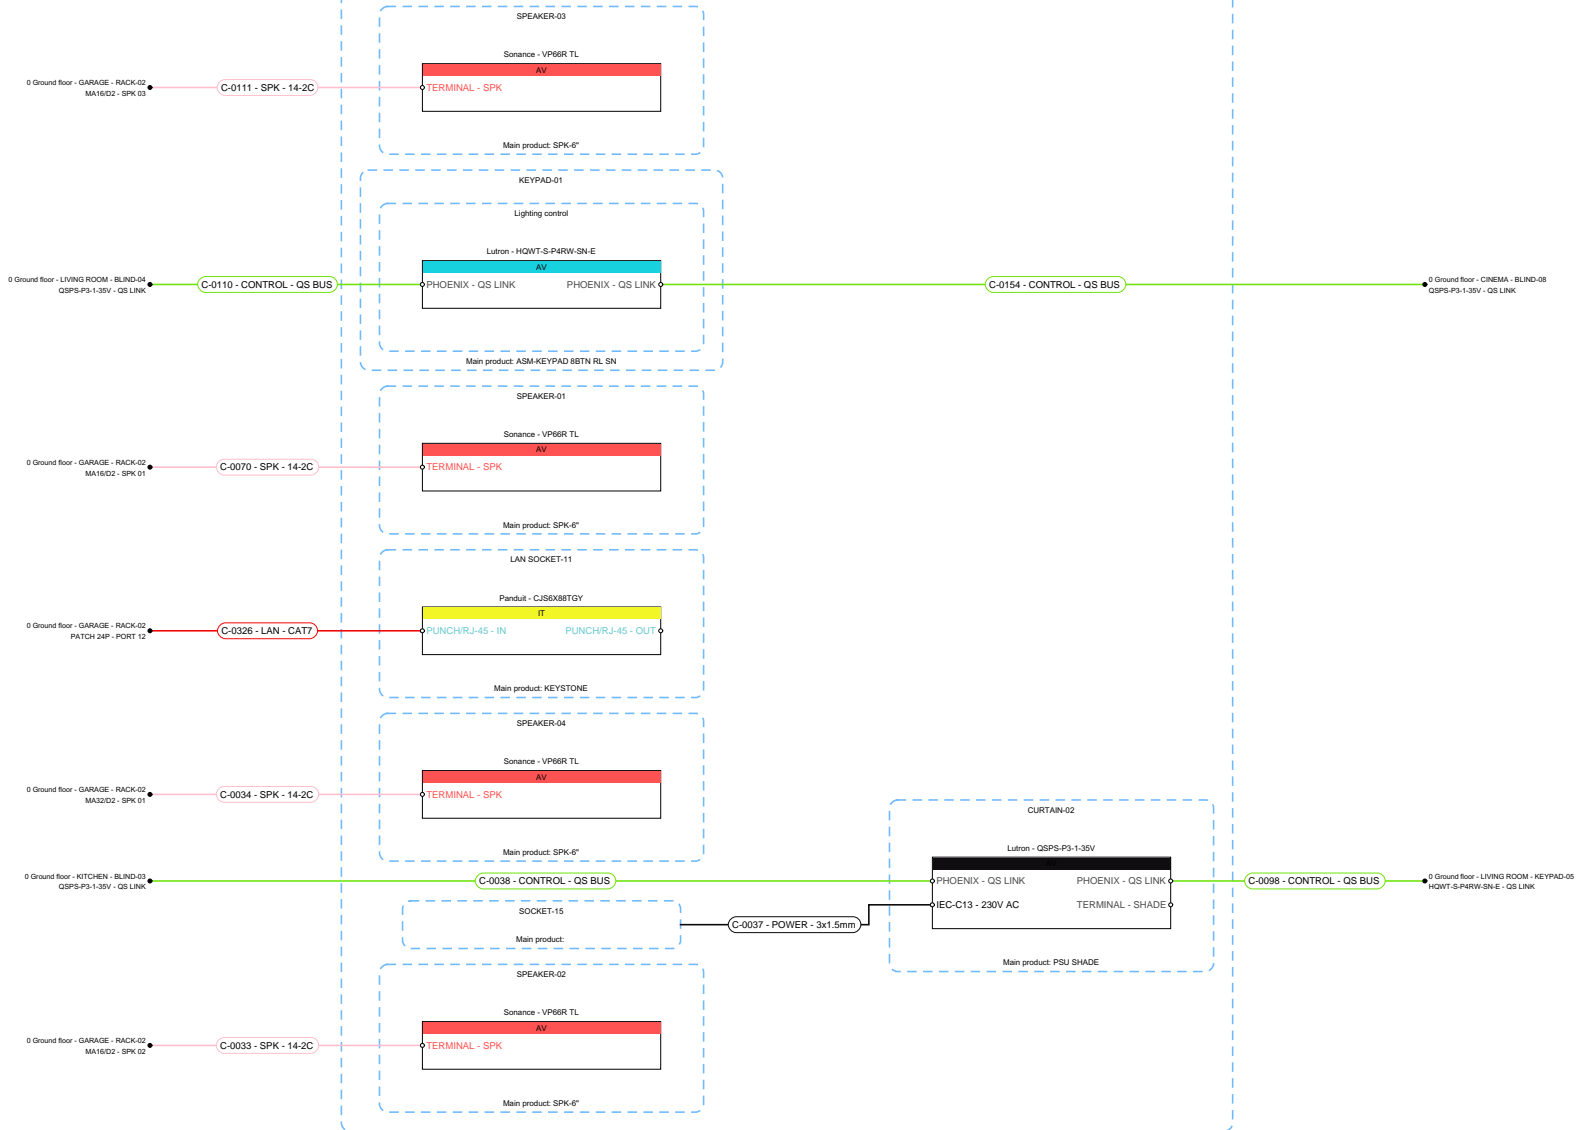 SPEAKER-03
Sonance - VP66R TL
AV
0 Ground floor - GARAGE - RACK-02
MA16/D2 - SPK 03
C-0111 - SPK - 14-2C
TERMINAL - SPK
Main product: SPK-6"
KEYPAD-01
Lighting control
Lutron - HQWT-S-P4RW-SN-E
AV
0 Ground floor - LIVING ROOM - BLIND-04
QSPS-P3-1-35V - QS LINK
C-0110 - CONTROL - QS BUS
PHOENIX - QS LINK
PHOENIX - QS LINK
C-0154 - CONTROL - QS BUS
0 Ground floor - CINEMA - BLIND-08
QSPS-P3-1-35V - QS LINK
Main product: ASM-KEYPAD 8BTN RL SN
SPEAKER-01
Sonance - VP66R TL
AV
0 Ground floor - GARAGE - RACK-02
MA16/D2 - SPK 01
C-0070 - SPK - 14-2C
TERMINAL - SPK
Main product: SPK-6"
LAN SOCKET-11
Panduit - CJS6X88TGY
IT
0 Ground floor - GARAGE - RACK-02
PATCH 24P - PORT 12
C-0326 - LAN - CAT7
PUNCH/RJ-45 - IN
PUNCH/RJ-45 - OUT
Main product: KEYSTONE
SPEAKER-04
Sonance - VP66R TL
AV
0 Ground floor - GARAGE - RACK-02
MA32/D2 - SPK 01
C-0034 - SPK - 14-2C
TERMINAL - SPK
Main product: SPK-6"
CURTAIN-02
Lutron - QSPS-P3-1-35V
0 Ground floor - KITCHEN - BLIND-03
QSPS-P3-1-35V - QS LINK
C-0038 - CONTROL - QS BUS
PHOENIX - QS LINK
PHOENIX - QS LINK
C-0098 - CONTROL - QS BUS
0 Ground floor - LIVING ROOM - KEYPAD-05
HQWT-S-P4RW-SN-E - QS LINK
IEC-C13 - 230V AC
TERMINAL - SHADE
SOCKET-15
Main product:
C-0037 - POWER - 3x1.5mm
Main product: PSU SHADE
SPEAKER-02
Sonance - VP66R TL
AV
0 Ground floor - GARAGE - RACK-02
MA16/D2 - SPK 02
C-0033 - SPK - 14-2C
TERMINAL - SPK
Main product: SPK-6"